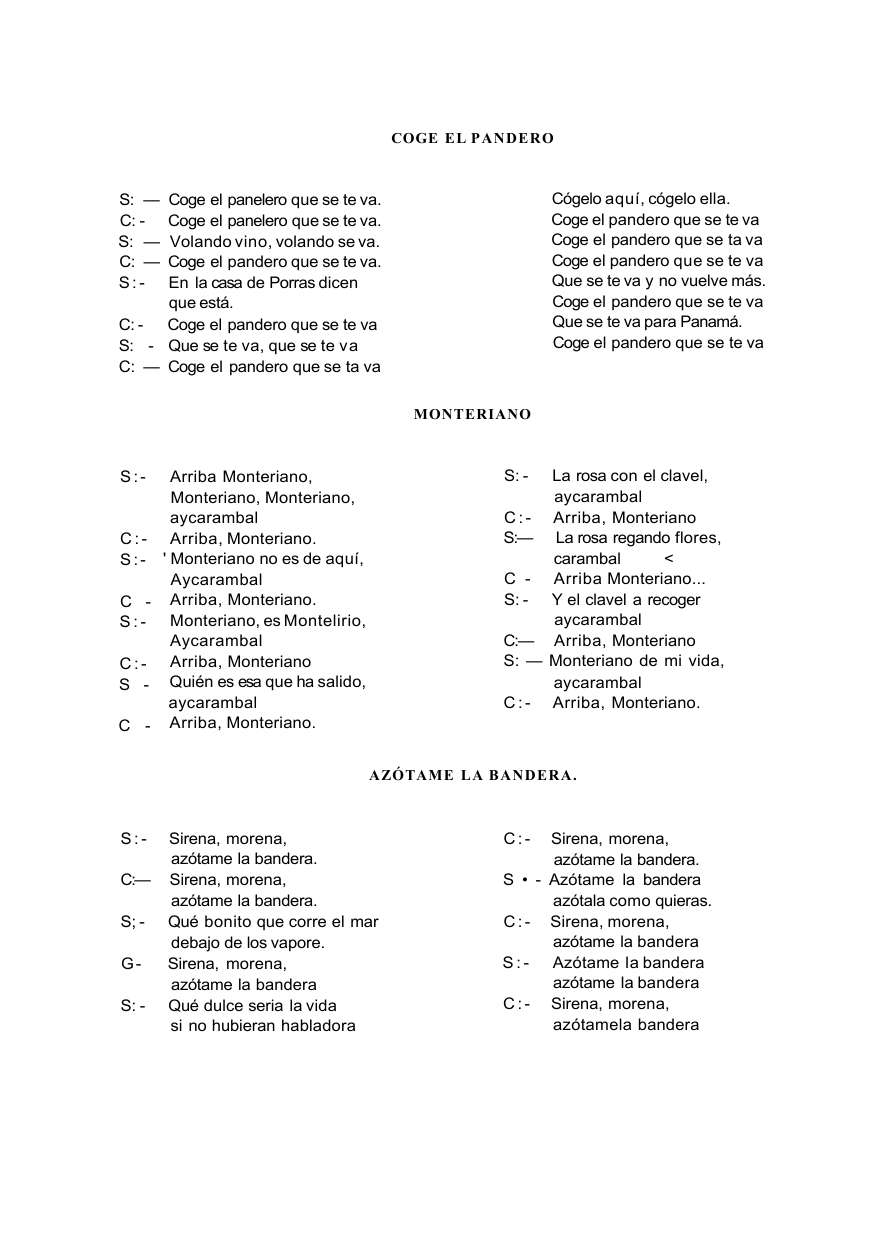 COGE EL PANDERO
S: — Coge el panelero que se te va.
C: - Coge el panelero que se te va.
S: — Volando vino, volando se va.
C: — Coge el pandero que se te va.
S: - En la casa de Porras dicen
que está.
C: - Coge el pandero que se te va
S: - Que se te va, que se te va
C: — Coge el pandero que se ta va
Cógelo aquí, cógelo ella.
Coge el pandero que se te va
Coge el pandero que se ta va
Coge el pandero que se te va
Que se te va y no vuelve más.
Coge el pandero que se te va
Que se te va para Panamá.
Coge el pandero que se te va
MONTERIANO
S: - Arriba Monteriano,
Monteriano, Monteriano,
aycarambal
C: - Arriba, Monteriano.
S: - ' Monteriano no es de aquí,
Aycarambal
C - Arriba, Monteriano.
S: - Monteriano, es Montelirio,
Aycarambal
C: - Arriba, Monteriano
S - Quién es esa que ha salido,
aycarambal
C - Arriba, Monteriano.
S: - La rosa con el clavel,
aycarambal
C: - Arriba, Monteriano
S:— La rosa regando flores,
carambal <
C - Arriba Monteriano...
S: - Y el clavel a recoger
aycarambal
C:— Arriba, Monteriano
S: — Monteriano de mi vida,
aycarambal
C: - Arriba, Monteriano.
AZÓTAME LA BANDERA.
S: - Sirena, morena,
azótame la bandera.
C:— Sirena, morena,
azótame la bandera.
S; - Qué bonito que corre el mar
debajo de los vapore.
G - Sirena, morena,
azótame la bandera
S: - Qué dulce seria la vida
si no hubieran habladora
C: - Sirena, morena,
azótame la bandera.
S • - Azótame la bandera
azótala como quieras.
C: - Sirena, morena,
azótame la bandera
S: - Azótame la bandera
azótame la bandera
C: - Sirena, morena,
azótamela bandera